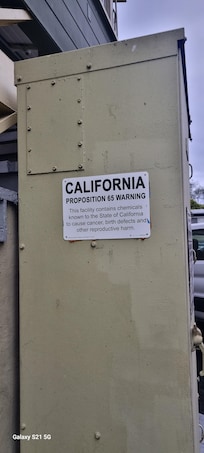 CALIFORNIA
PROPOSITION 65 WARNING
This facility contains chemicals
known to the State of California
to cause cancer, birth defects and
other reproductive harm.
Galaxy S21 5G